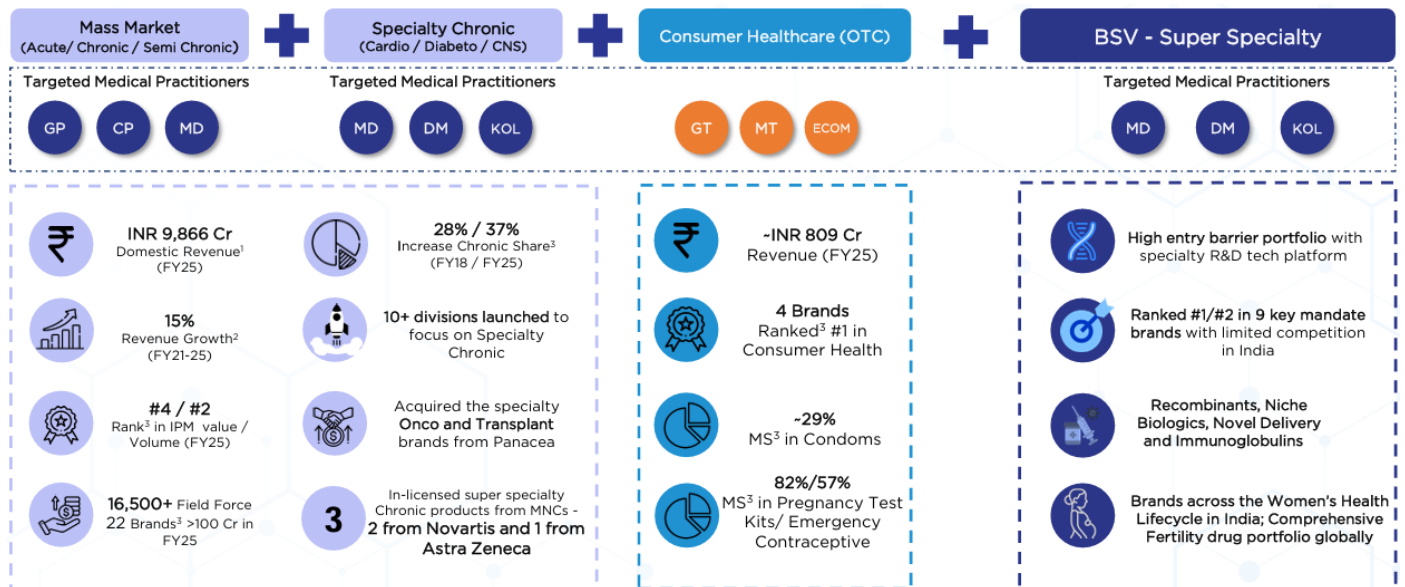 Mass Market
(Acute/ Chronic / Semi Chronic)
Specialty Chronic
(Cardio / Diabeto / CNS)
Consumer Healthcare (OTC)
BSV - Super Specialty
Targeted Medical Practitioners
GP
CP
MD
Targeted Medical Practitioners
MD
DM
KOL
GT
MT
ECOM
Targeted Medical Practitioners
MD
DM
KOL
₹
INR 9,866 Cr
Domestic Revenue¹
(FY25)
15%
Revenue Growth²
(FY21-25)
#4 / #2
Rank³ in IPM value /
Volume (FY25)
16,500+ Field Force
22 Brands³ >100 Cr in
FY25
28% / 37%
Increase Chronic Share³
(FY18 / FY25)
10+ divisions launched to
focus on Specialty
Chronic
Acquired the specialty
Onco and Transplant
brands from Panacea
3
In-licensed super specialty
Chronic products from MNCs -
2 from Novartis and 1 from
Astra Zeneca
₹
~INR 809 Cr
Revenue (FY25)
4 Brands
Ranked³ #1 in
Consumer Health
~29%
MS³ in Condoms
82%/57%
MS³ in Pregnancy Test
Kits/ Emergency
Contraceptive
High entry barrier portfolio with
specialty R&D tech platform
Ranked #1/#2 in 9 key mandate
brands with limited competition
in India
Recombinants, Niche
Biologics, Novel Delivery
and Immunoglobulins
Brands across the Women's Health
Lifecycle in India; Comprehensive
Fertility drug portfolio globally